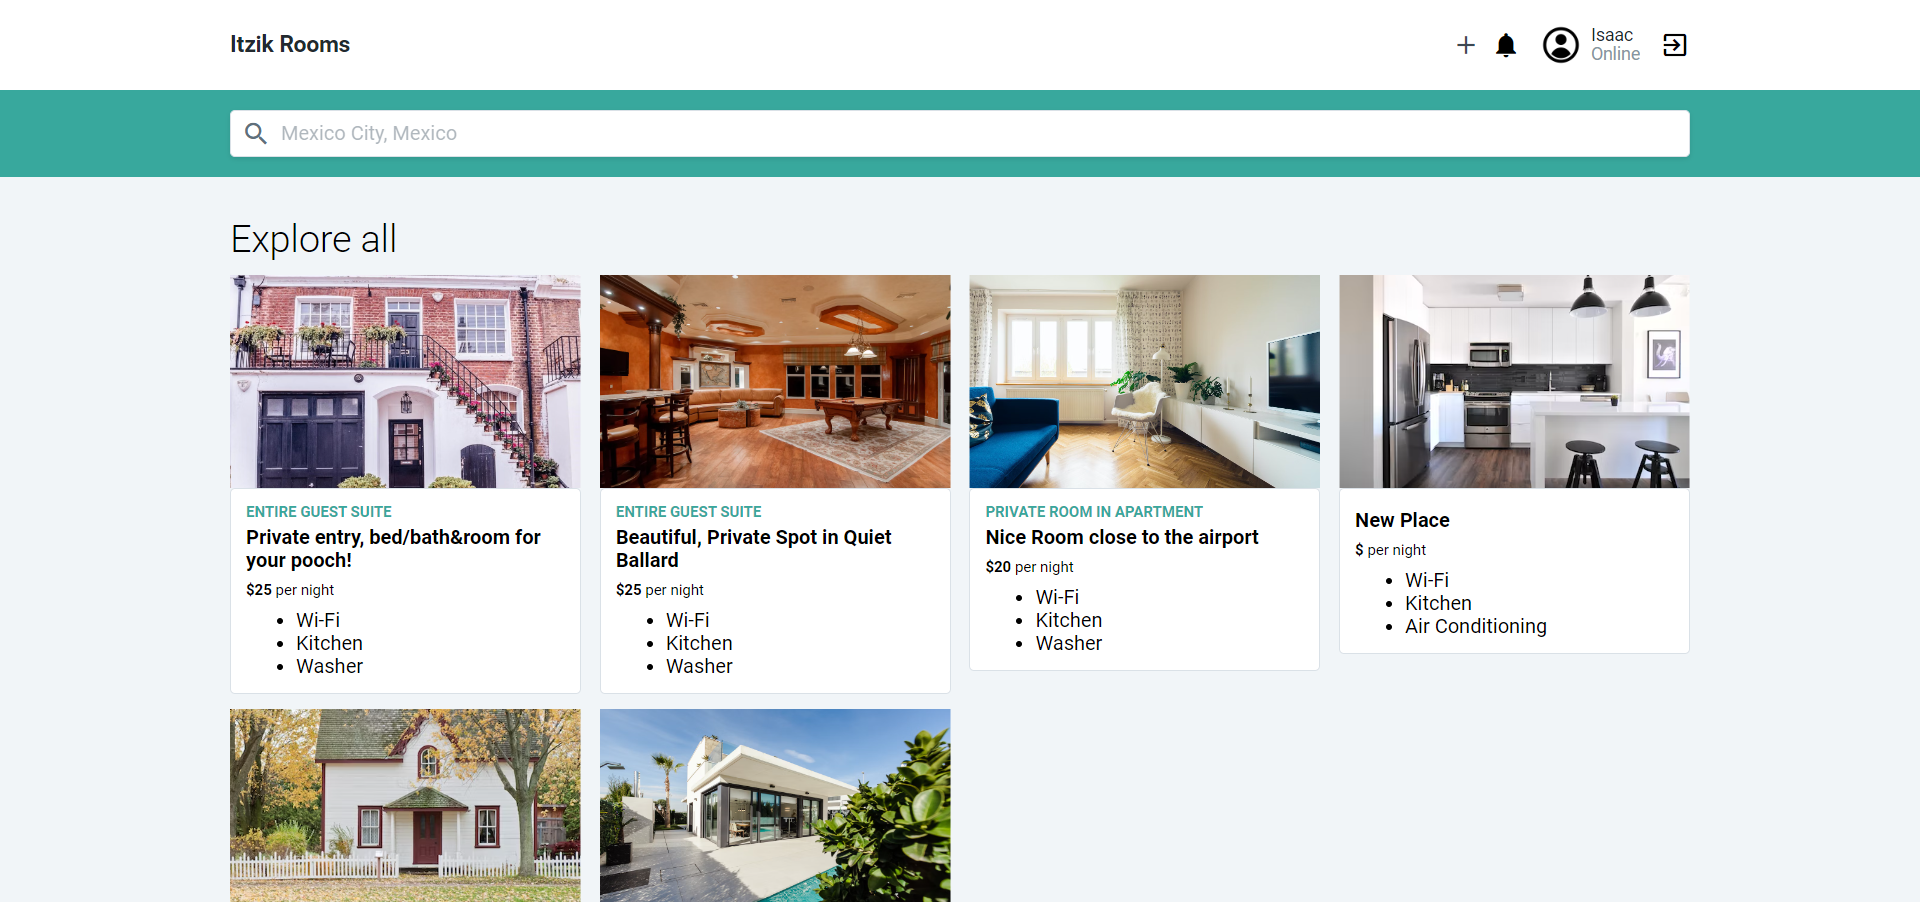 Itzik Rooms
Isaac
Online
Mexico City, Mexico
Explore all
ENTIRE GUEST SUITE
Private entry, bed/bath&room for
your pooch!
$25 per night
Wi-Fi
Kitchen
Washer
ENTIRE GUEST SUITE
Beautiful, Private Spot in Quiet
Ballard
$25 per night
Wi-Fi
Kitchen
Washer
PRIVATE ROOM IN APARTMENT
Nice Room close to the airport
$20 per night
Wi-Fi
Kitchen
Washer
New Place
$ per night
Wi-Fi
Kitchen
Air Conditioning